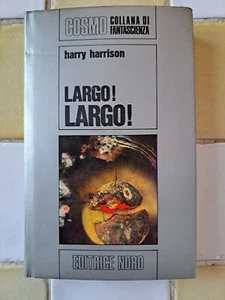 COSMO COLLANA DI
FANTASCIENZA
harry harrison
LARGO!
LARGO!
EDITRICE NORD